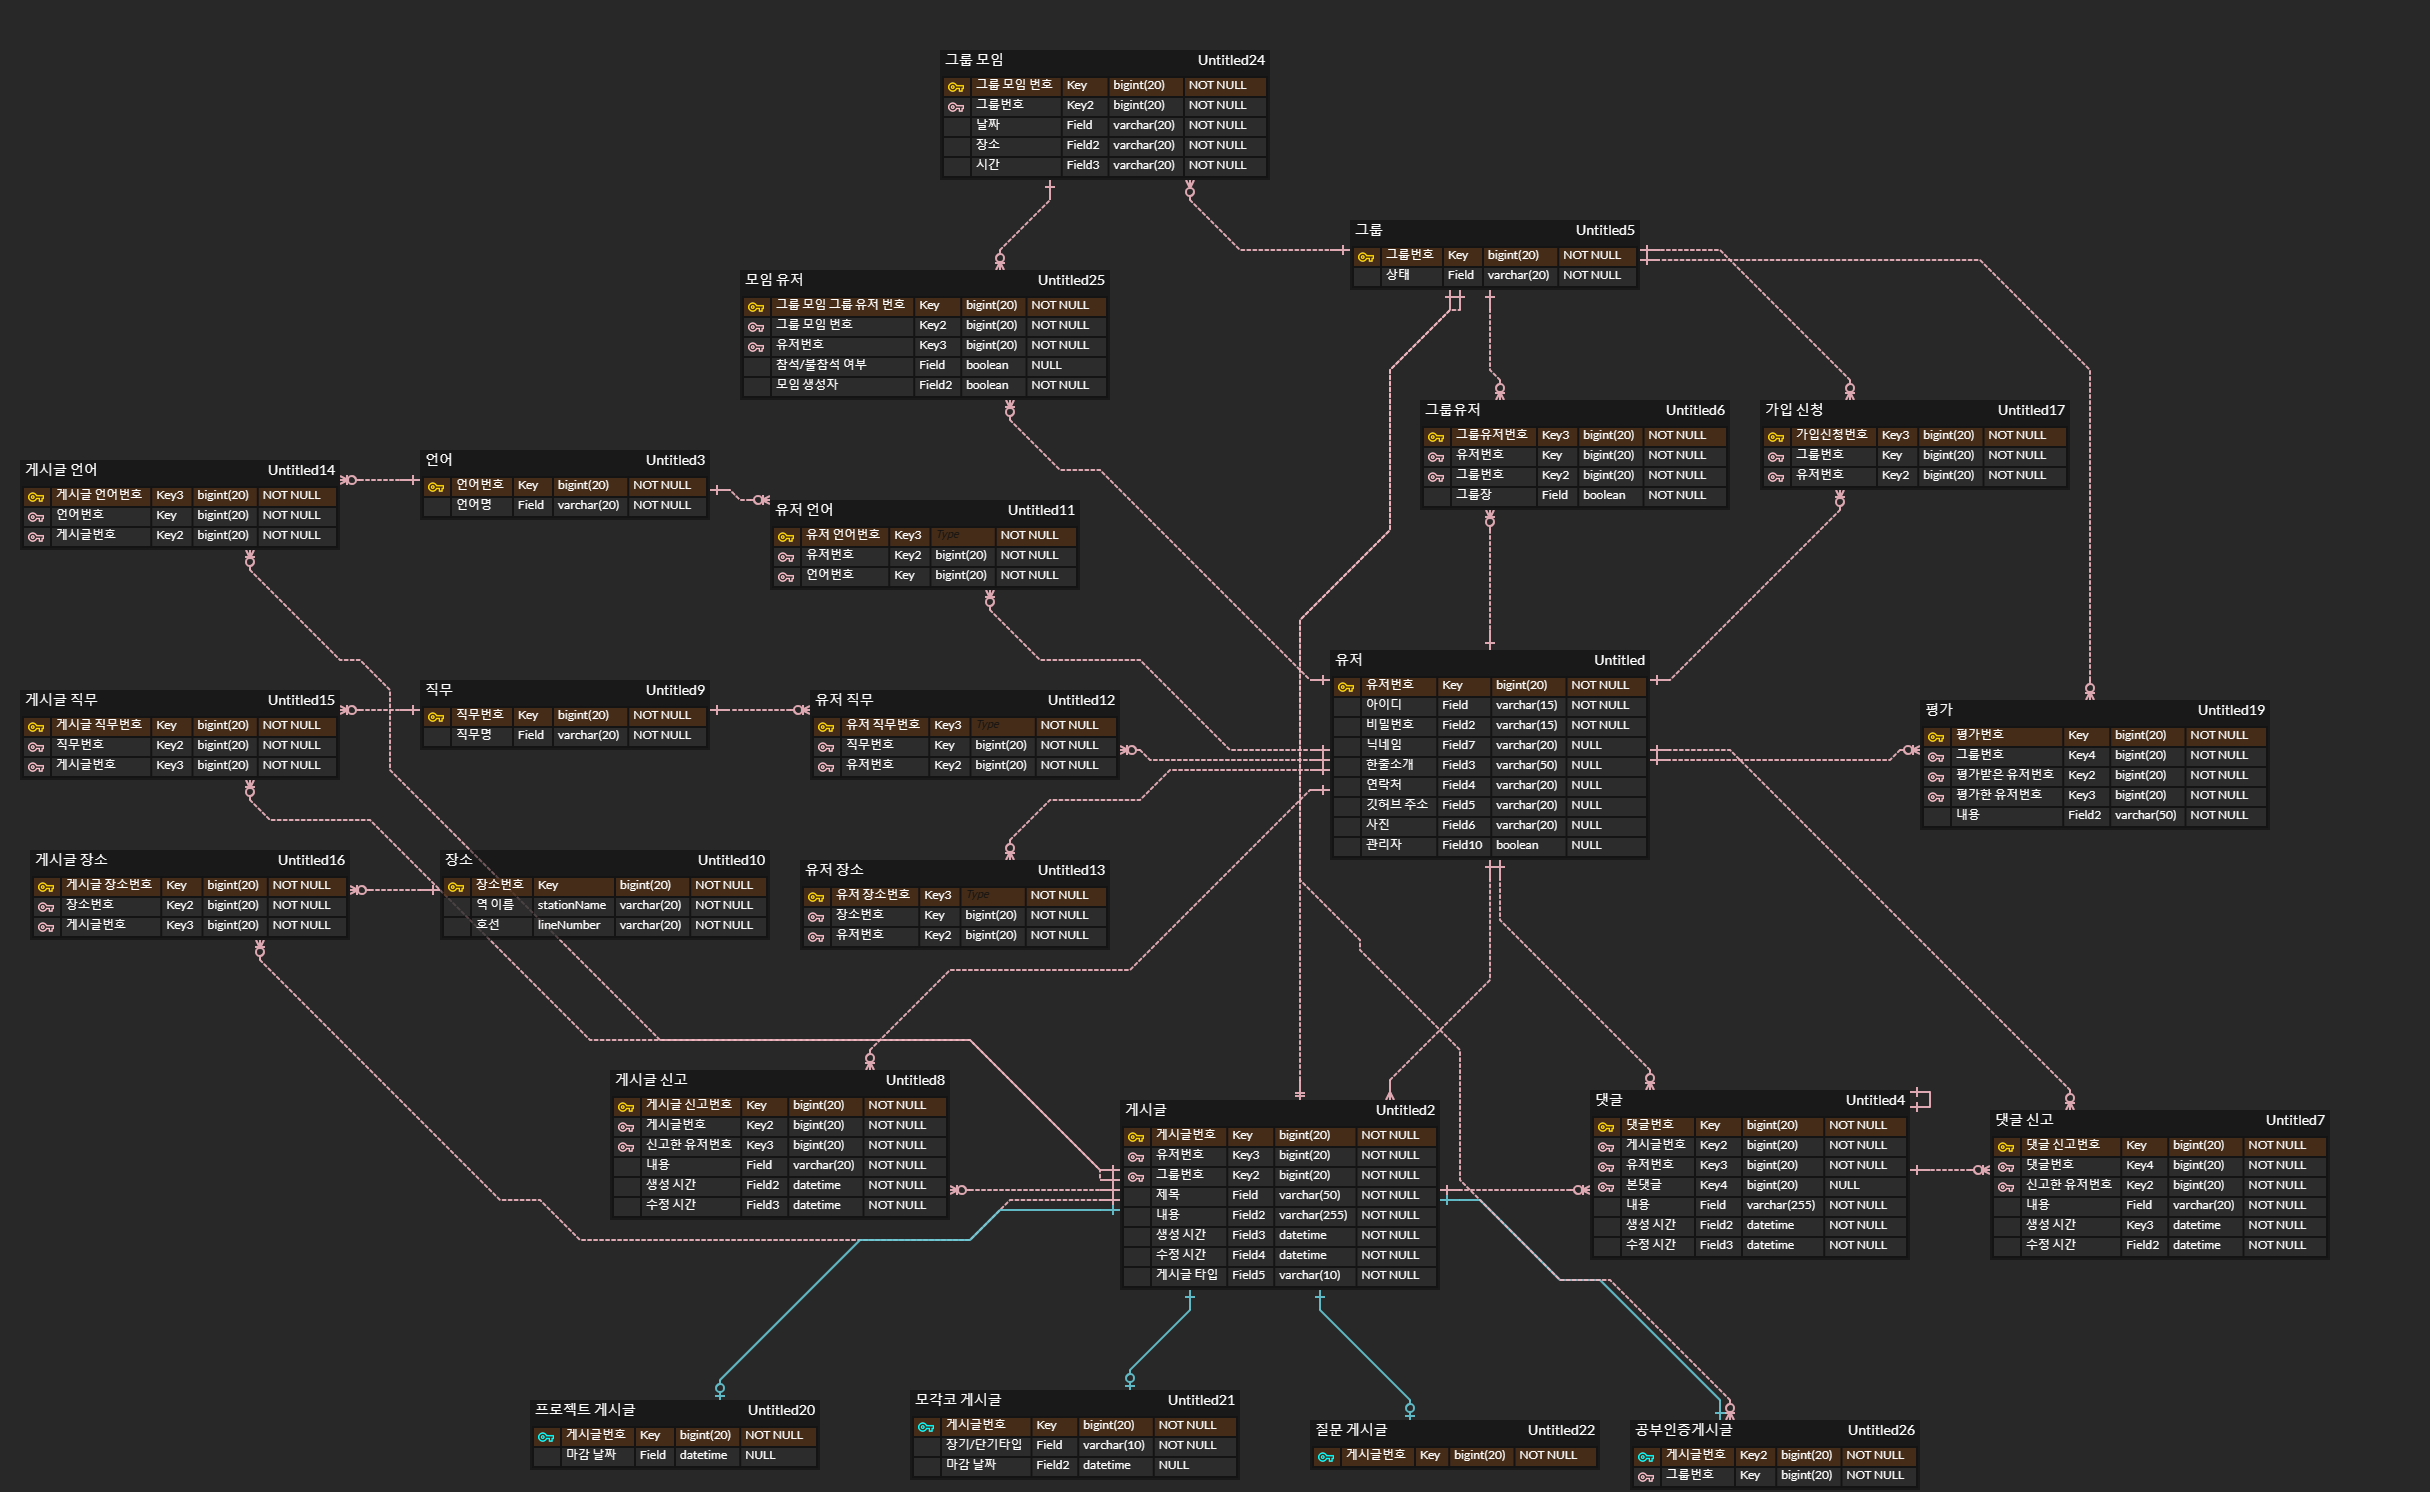 그룹 모임 Untitled24
그룹 모임 번호 Key bigint(20) NOT NULL
그룹번호 Key2 bigint(20) NOT NULL
날짜 Field varchar(20) NOT NULL
장소 Field2 varchar(20) NOT NULL
시간 Field3 varchar(20) NOT NULL
그룹 Untitled5
그룹번호 Key bigint(20) NOT NULL
상태 Field varchar(20) NOT NULL
모임 유저 Untitled25
그룹 모임 그룹 유저 번호 Key bigint(20) NOT NULL
그룹 모임 번호 Key2 bigint(20) NOT NULL
유저번호 Key3 bigint(20) NOT NULL
참석/불참석 여부 Field boolean NULL
모임 생성자 Field2 boolean NOT NULL
그룹유저 Untitled6
그룹유저번호 Key3 bigint(20) NOT NULL
유저번호 Key bigint(20) NOT NULL
그룹번호 Key2 bigint(20) NOT NULL
그룹장 Field boolean NOT NULL
가입 신청 Untitled17
가입신청번호 Key3 bigint(20) NOT NULL
그룹번호 Key bigint(20) NOT NULL
유저번호 Key2 bigint(20) NOT NULL
게시글 언어 Untitled14
게시글 언어번호 Key3 bigint(20) NOT NULL
언어번호 Key bigint(20) NOT NULL
게시글번호 Key2 bigint(20) NOT NULL
언어 Untitled3
언어번호 Key bigint(20) NOT NULL
언어명 Field varchar(20) NOT NULL
유저 언어 Untitled11
유저 언어번호 Key3 Type NOT NULL
유저번호 Key2 bigint(20) NOT NULL
언어번호 Key bigint(20) NOT NULL
게시글 직무 Untitled15
게시글 직무번호 Key bigint(20) NOT NULL
직무번호 Key2 bigint(20) NOT NULL
게시글번호 Key3 bigint(20) NOT NULL
직무 Untitled9
직무번호 Key bigint(20) NOT NULL
직무명 Field varchar(20) NOT NULL
유저 직무 Untitled12
유저 직무번호 Key3 Type NOT NULL
직무번호 Key bigint(20) NOT NULL
유저번호 Key2 bigint(20) NOT NULL
유저 Untitled
유저번호 Key bigint(20) NOT NULL
아이디 Field varchar(15) NOT NULL
비밀번호 Field2 varchar(15) NOT NULL
닉네임 Field7 varchar(20) NULL
한줄소개 Field3 varchar(50) NULL
연락처 Field4 varchar(20) NULL
깃허브 주소 Field5 varchar(20) NULL
사진 Field6 varchar(20) NULL
관리자 Field10 boolean NULL
평가 Untitled19
평가번호 Key bigint(20) NOT NULL
그룹번호 Key4 bigint(20) NOT NULL
평가받은 유저번호 Key2 bigint(20) NOT NULL
평가한 유저번호 Key3 bigint(20) NOT NULL
내용 Field2 varchar(50) NOT NULL
게시글 장소 Untitled16
게시글 장소번호 Key bigint(20) NOT NULL
장소번호 Key2 bigint(20) NOT NULL
게시글번호 Key3 bigint(20) NOT NULL
장소 Untitled10
장소번호 Key bigint(20) NOT NULL
역 이름 stationName varchar(20) NOT NULL
호선 lineNumber varchar(20) NOT NULL
유저 장소 Untitled13
유저 장소번호 Key3 Type NOT NULL
장소번호 Key bigint(20) NOT NULL
유저번호 Key2 bigint(20) NOT NULL
게시글 신고 Untitled8
게시글 신고번호 Key bigint(20) NOT NULL
게시글번호 Key2 bigint(20) NOT NULL
신고한 유저번호 Key3 bigint(20) NOT NULL
내용 Field varchar(20) NOT NULL
생성 시간 Field2 datetime NOT NULL
수정 시간 Field3 datetime NOT NULL
게시글 Untitled2
게시글번호 Key bigint(20) NOT NULL
유저번호 Key3 bigint(20) NOT NULL
그룹번호 Key2 bigint(20) NOT NULL
제목 Field varchar(50) NOT NULL
내용 Field2 varchar(255) NOT NULL
생성 시간 Field3 datetime NOT NULL
수정 시간 Field4 datetime NOT NULL
게시글 타입 Field5 varchar(10) NOT NULL
댓글 Untitled4
댓글번호 Key bigint(20) NOT NULL
게시글번호 Key2 bigint(20) NOT NULL
유저번호 Key3 bigint(20) NOT NULL
본댓글 Key4 bigint(20) NULL
내용 Field varchar(255) NOT NULL
생성 시간 Field2 datetime NOT NULL
수정 시간 Field3 datetime NOT NULL
댓글 신고 Untitled7
댓글 신고번호 Key bigint(20) NOT NULL
댓글번호 Key4 bigint(20) NOT NULL
신고한 유저번호 Key2 bigint(20) NOT NULL
내용 Field varchar(20) NOT NULL
생성 시간 Key3 datetime NOT NULL
수정 시간 Field2 datetime NOT NULL
프로젝트 게시글 Untitled20
게시글번호 Key bigint(20) NOT NULL
마감 날짜 Field datetime NULL
모각코 게시글 Untitled21
게시글번호 Key bigint(20) NOT NULL
장기/단기타입 Field varchar(10) NOT NULL
마감 날짜 Field2 datetime NULL
질문 게시글 Untitled22
게시글번호 Key bigint(20) NOT NULL
공부인증게시글 Untitled26
게시글번호 Key2 bigint(20) NOT NULL
그룹번호 Key bigint(20) NOT NULL